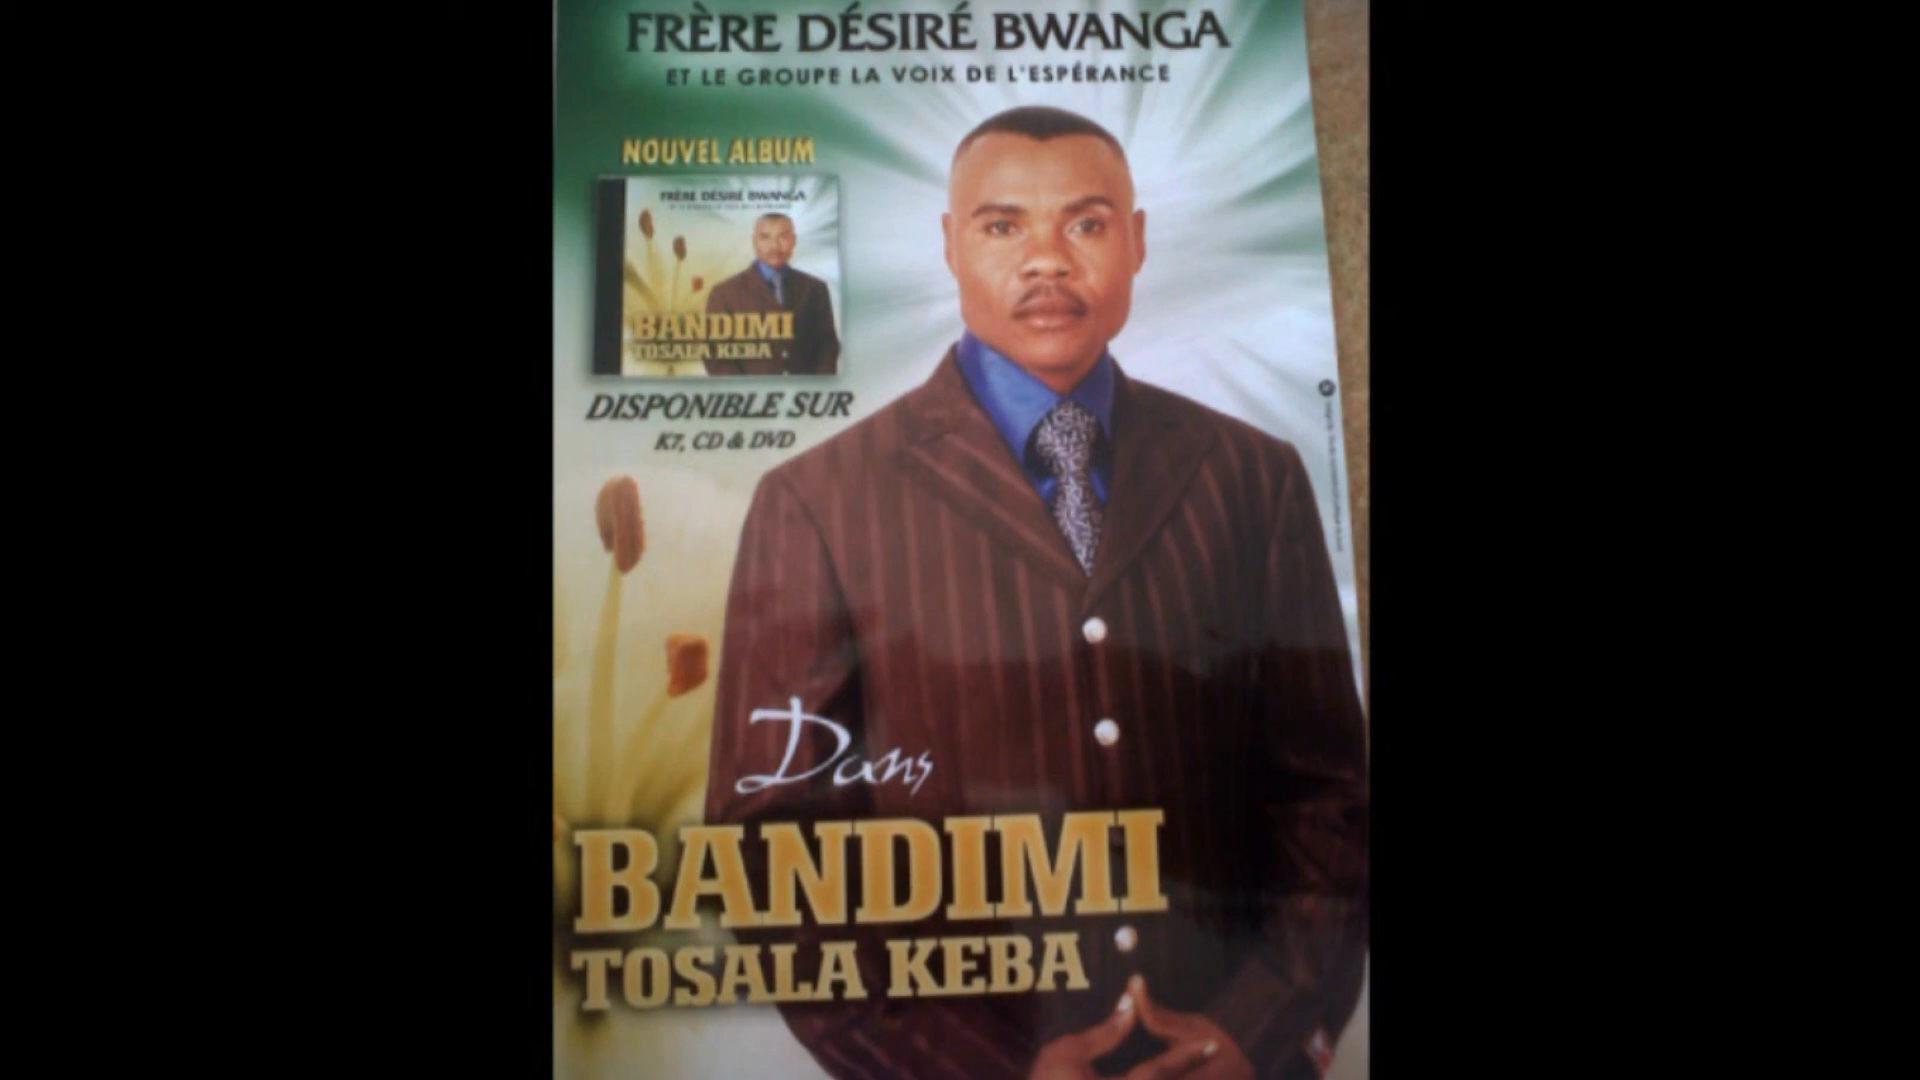 FRÈRE DÉSIRÉ BWANGA
ET LE GROUPE LA VOIX DE L'ESPÉRANCE
NOUVEL ALBUM
FRÈRE DÉSIRÉ BWANGA
BANDIMI
TOSALA KEBA
DISPONIBLE SUR
K7, CD & DVD
Dans
BANDIMI
TOSALA KEBA